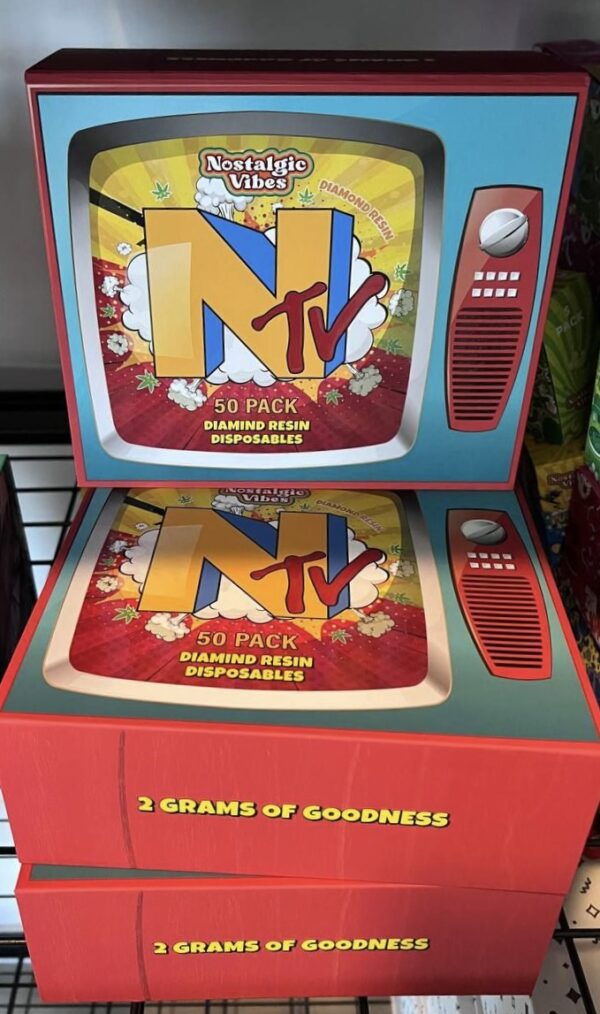 Nostalgic
Vibes
DIAMOND RESIN
N
TV
50 PACK
DIAMIND RESIN
DISPOSABLES
Nostalgic
Vibes
DIAMOND RESIN
N
TV
50 PACK
DIAMIND RESIN
DISPOSABLES
2 GRAMS OF GOODNESS
2 GRAMS OF GOODNESS
PACK